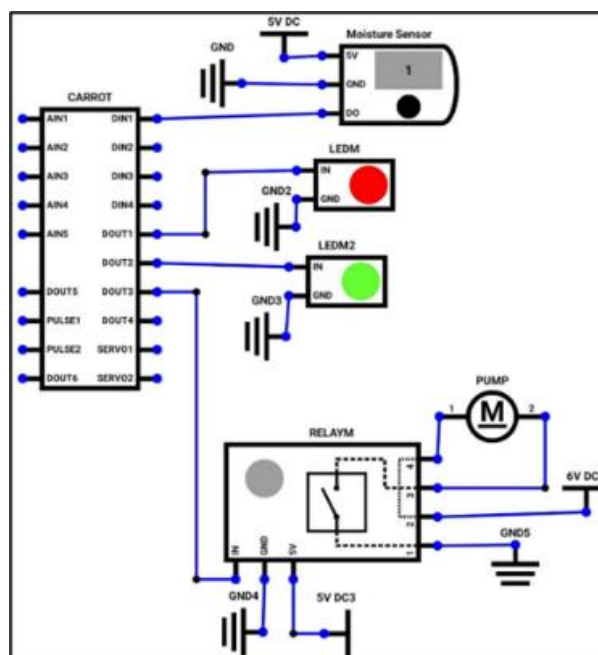 5V DC
Moisture Sensor
GND
5V
1
GND
DO
CARROT
AIN1
DIN1
AIN2
DIN2
AIN3
DIN3
AIN4
DIN4
AIN5
DOUT1
DOUT2
DOUT5
DOUT3
PULSE1
DOUT4
PULSE2
SERVO1
DOUT6
SERVO2
LEDM
IN
GND
GND2
LEDM2
IN
GND
GND3
PUMP
1
M
2
RELAYM
4
3
2
1
6V DC
GND5
IN
GND
5V
GND4
5V DC3